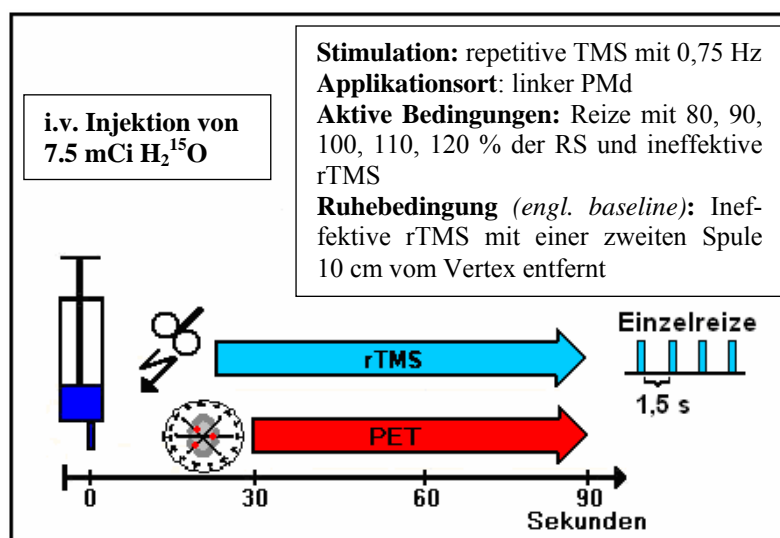 Stimulation: repetitive TMS mit 0,75 Hz
Applikationsort: linker PMd
Aktive Bedingungen: Reize mit 80, 90,
100, 110, 120 % der RS und ineffektive
rTMS
Ruhebedingung (engl. baseline): Inef-
fektive rTMS mit einer zweiten Spule
10 cm vom Vertex entfernt
i.v. Injektion von
7.5 mCi H₂¹⁵O
Einzelreize
rTMS
1,5 s
PET
0 30 60 90
Sekunden